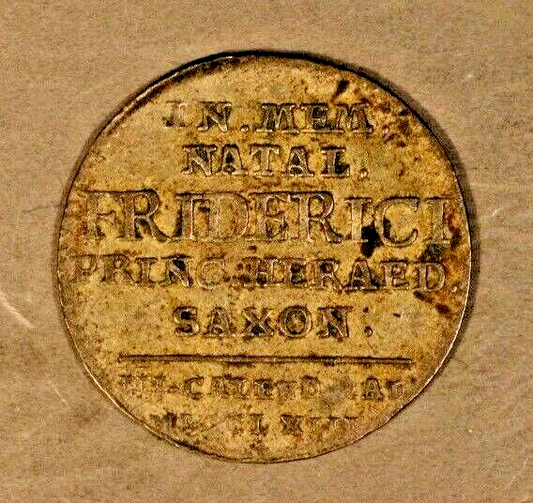 IN. MEM.
NATAL.
FRIDERICI
PRINC. HERAED.
SAXON: